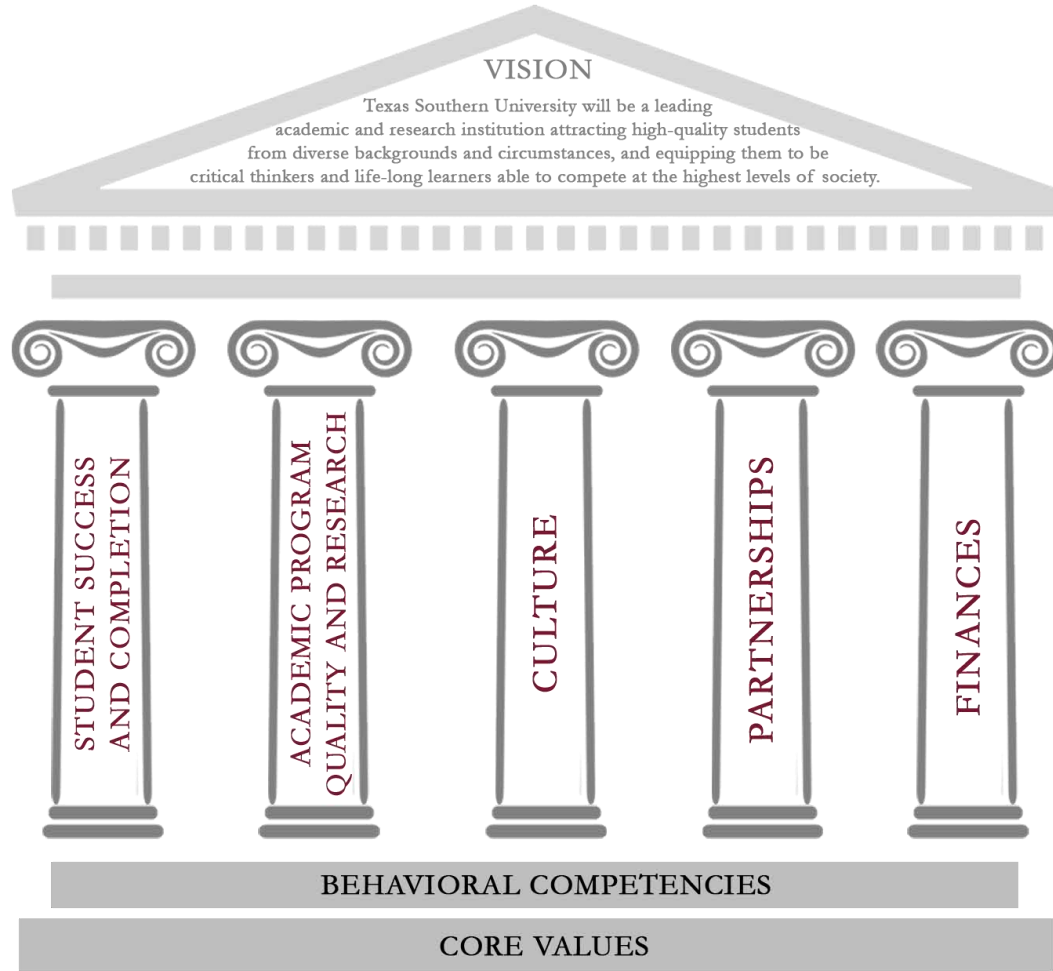 VISION
Texas Southern University will be a leading
academic and research institution attracting high-quality students
from diverse backgrounds and circumstances, and equipping them to be
critical thinkers and life-long learners able to compete at the highest levels of society.
STUDENT SUCCESS
AND COMPLETION
ACADEMIC PROGRAM
QUALITY AND RESEARCH
CULTURE
PARTNERSHIPS
FINANCES
BEHAVIORAL COMPETENCIES
CORE VALUES